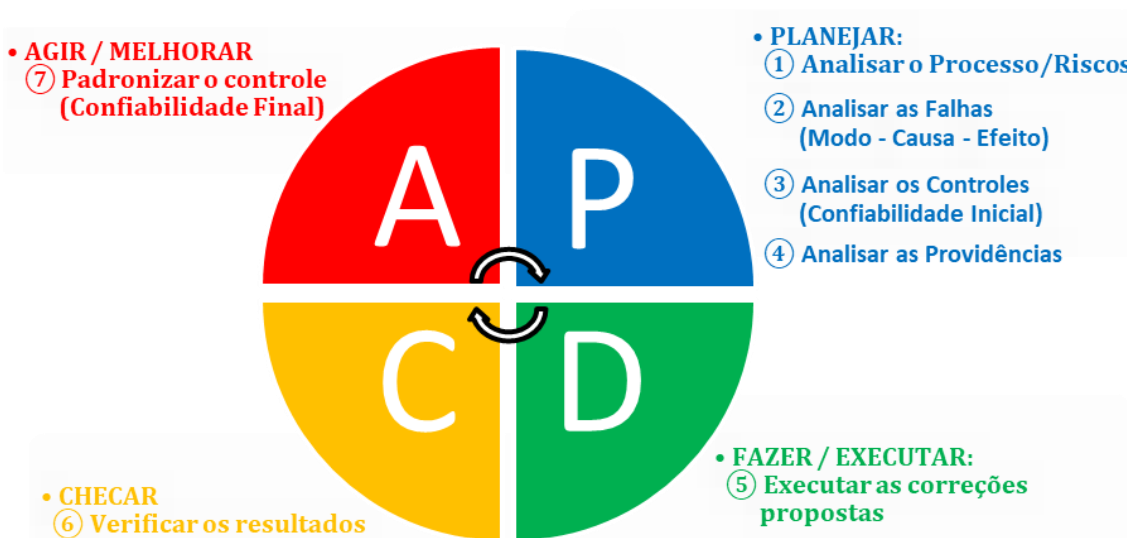 • AGIR / MELHORAR
⑦ Padronizar o controle
(Confiabilidade Final)
• PLANEJAR:
① Analisar o Processo/Riscos
② Analisar as Falhas
(Modo - Causa - Efeito)
③ Analisar os Controles
(Confiabilidade Inicial)
④ Analisar as Providências
A P
C D
• FAZER / EXECUTAR:
⑤ Executar as correções
propostas
• CHECAR
⑥ Verificar os resultados